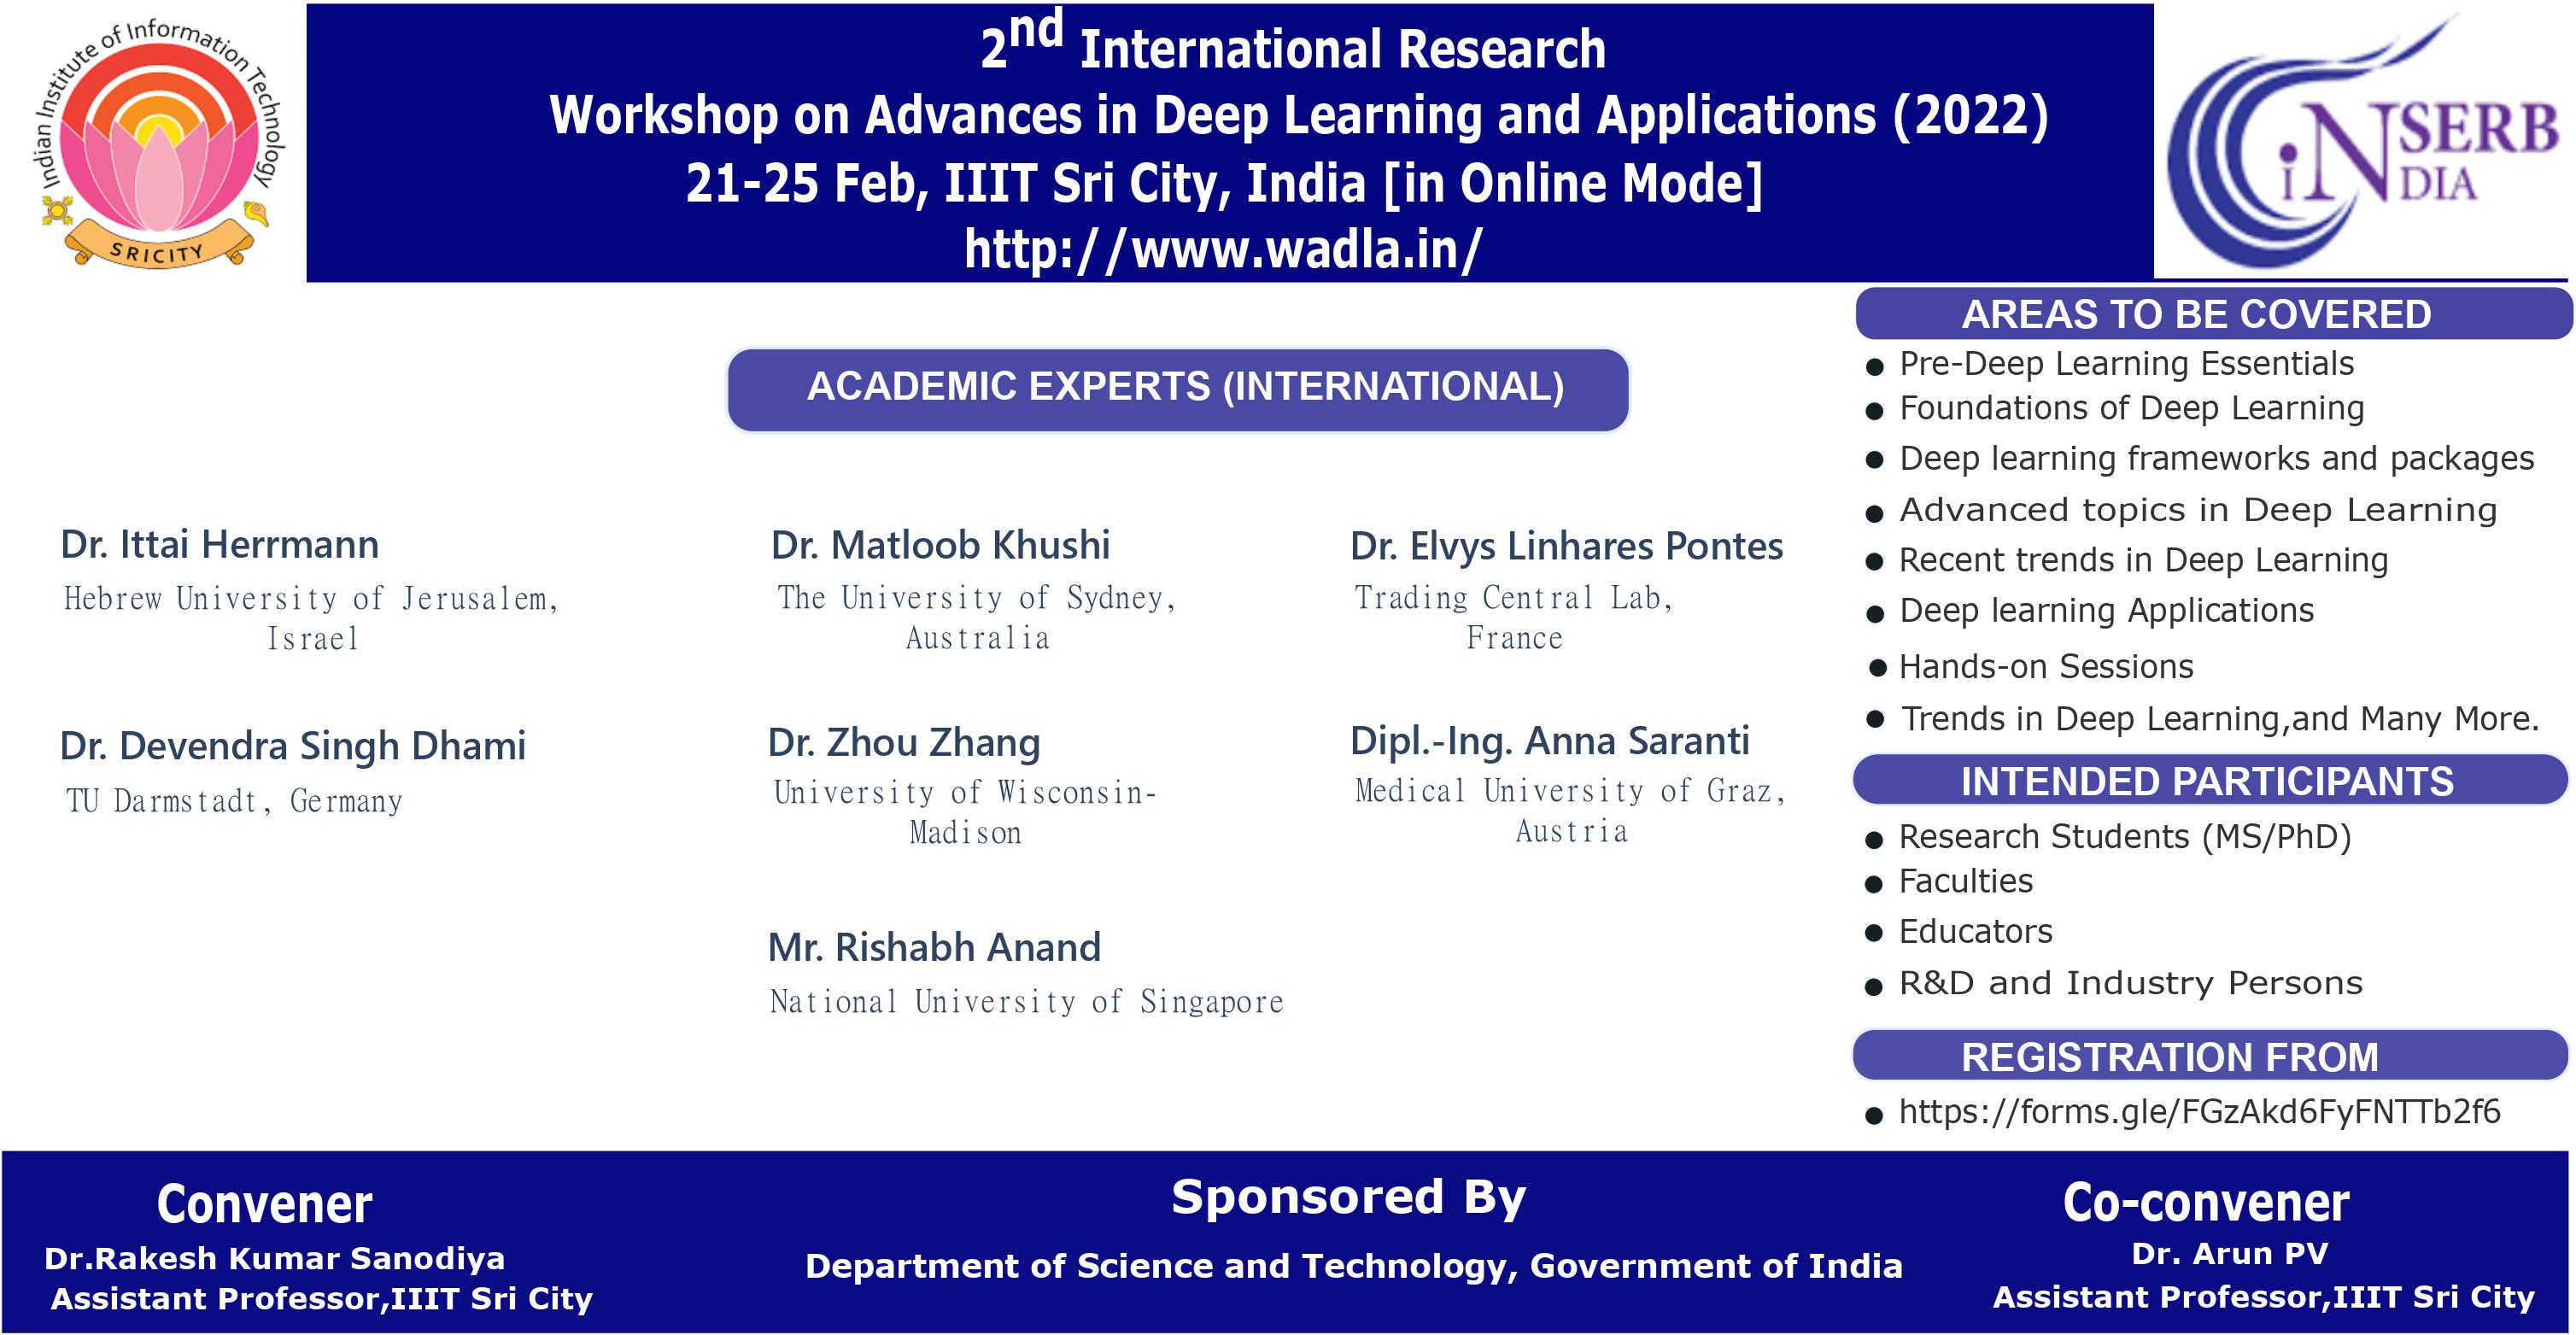 Indian Institute of Information Technology
SRICITY
2nd International Research
Workshop on Advances in Deep Learning and Applications (2022)
21-25 Feb, IIIT Sri City, India [in Online Mode]
http://www.wadla.in/
SERB
iNDIA
ACADEMIC EXPERTS (INTERNATIONAL)
Dr. Ittai Herrmann
Hebrew University of Jerusalem,
Israel
Dr. Matloob Khushi
The University of Sydney,
Australia
Dr. Elvys Linhares Pontes
Trading Central Lab,
France
Dr. Devendra Singh Dhami
TU Darmstadt, Germany
Dr. Zhou Zhang
University of Wisconsin-
Madison
Dipl.-Ing. Anna Saranti
Medical University of Graz,
Austria
Mr. Rishabh Anand
National University of Singapore
AREAS TO BE COVERED
● Pre-Deep Learning Essentials
● Foundations of Deep Learning
● Deep learning frameworks and packages
● Advanced topics in Deep Learning
● Recent trends in Deep Learning
● Deep learning Applications
● Hands-on Sessions
● Trends in Deep Learning,and Many More.
INTENDED PARTICIPANTS
● Research Students (MS/PhD)
● Faculties
● Educators
● R&D and Industry Persons
REGISTRATION FROM
● https://forms.gle/FGzAkd6FyFNTTb2f6
Convener
Dr.Rakesh Kumar Sanodiya
Assistant Professor,IIIT Sri City
Sponsored By
Department of Science and Technology, Government of India
Co-convener
Dr. Arun PV
Assistant Professor,IIIT Sri City